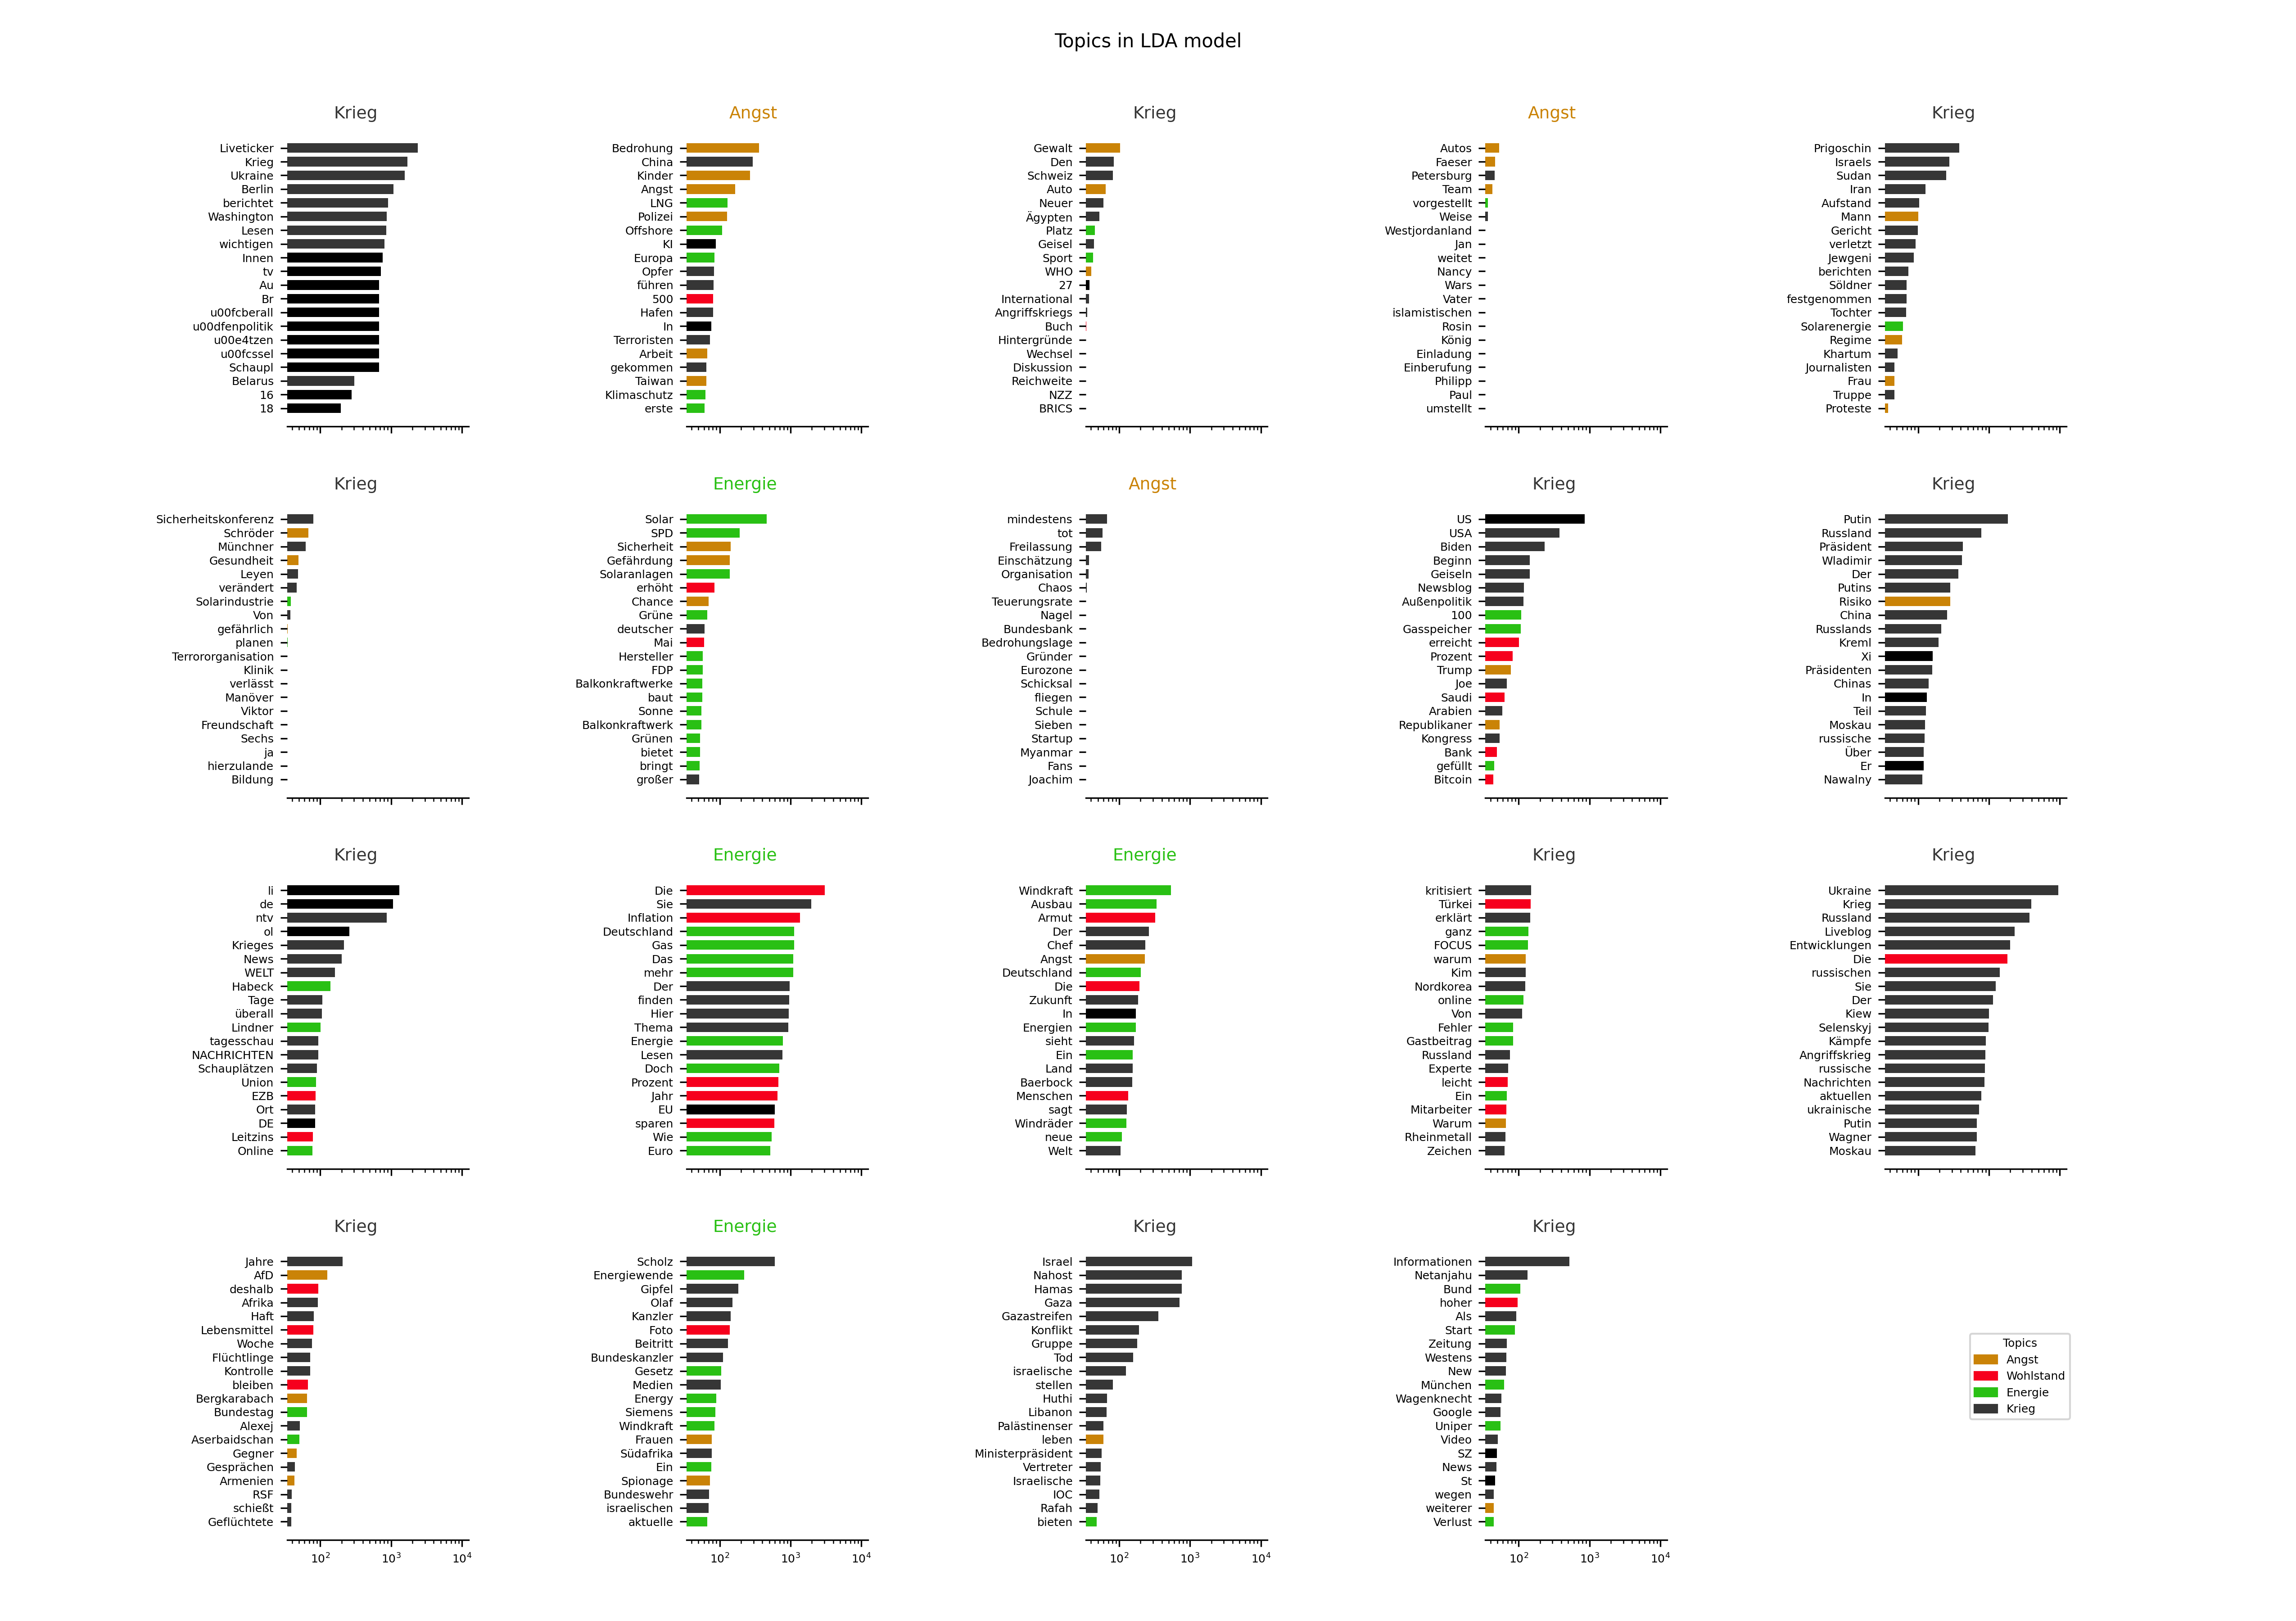 Topics in LDA model
Krieg
Liveticker
Krieg
Ukraine
Berlin
berichtet
Washington
Lesen
wichtigen
Innen
tv
Au
Br
u00fcberall
u00dfenpolitik
u00e4tzen
u00fcssel
Schaupl
Belarus
16
18
Angst
Bedrohung
China
Kinder
Angst
LNG
Polizei
Offshore
KI
Europa
Opfer
führen
500
Hafen
In
Terroristen
Arbeit
gekommen
Taiwan
Klimaschutz
erste
Krieg
Gewalt
Den
Schweiz
Auto
Neuer
Ägypten
Platz
Geisel
Sport
WHO
27
International
Angriffskriegs
Buch
Hintergründe
Wechsel
Diskussion
Reichweite
NZZ
BRICS
Angst
Autos
Faeser
Petersburg
Team
vorgestellt
Weise
Westjordanland
Jan
weitet
Nancy
Wars
Vater
islamistischen
Rosin
König
Einladung
Einberufung
Philipp
Paul
umstellt
Krieg
Prigoschin
Israels
Sudan
Iran
Aufstand
Mann
Gericht
verletzt
Jewgeni
berichten
Söldner
festgenommen
Tochter
Solarenergie
Regime
Khartum
Journalisten
Frau
Truppe
Proteste
Krieg
Sicherheitskonferenz
Schröder
Münchner
Gesundheit
Leyen
verändert
Solarindustrie
Von
gefährlich
planen
Terrororganisation
Klinik
verlässt
Manöver
Viktor
Freundschaft
Sechs
ja
hierzulande
Bildung
Energie
Solar
SPD
Sicherheit
Gefährdung
Solaranlagen
erhöht
Chance
Grüne
deutscher
Mai
Hersteller
FDP
Balkonkraftwerke
baut
Sonne
Balkonkraftwerk
Grünen
bietet
bringt
großer
Angst
mindestens
tot
Freilassung
Einschätzung
Organisation
Chaos
Teuerungsrate
Nagel
Bundesbank
Bedrohungslage
Gründer
Eurozone
Schicksal
fliegen
Schule
Sieben
Startup
Myanmar
Fans
Joachim
Krieg
US
USA
Biden
Beginn
Geiseln
Newsblog
Außenpolitik
100
Gasspeicher
erreicht
Prozent
Trump
Joe
Saudi
Arabien
Republikaner
Kongress
Bank
gefüllt
Bitcoin
Krieg
Putin
Russland
Präsident
Wladimir
Der
Putins
Risiko
China
Russlands
Kreml
Xi
Präsidenten
Chinas
In
Teil
Moskau
russische
Über
Er
Nawalny
Krieg
li
de
ntv
ol
Krieges
News
WELT
Habeck
Tage
überall
Lindner
tagesschau
NACHRICHTEN
Schauplätzen
Union
EZB
Ort
DE
Leitzins
Online
Energie
Die
Sie
Inflation
Deutschland
Gas
Das
mehr
Der
finden
Hier
Thema
Energie
Lesen
Doch
Prozent
Jahr
EU
sparen
Wie
Euro
Energie
Windkraft
Ausbau
Armut
Der
Chef
Angst
Deutschland
Die
Zukunft
In
Energien
sieht
Ein
Land
Baerbock
Menschen
sagt
Windräder
neue
Welt
Krieg
kritisiert
Türkei
erklärt
ganz
FOCUS
warum
Kim
Nordkorea
online
Von
Fehler
Gastbeitrag
Russland
Experte
leicht
Ein
Mitarbeiter
Warum
Rheinmetall
Zeichen
Krieg
Ukraine
Krieg
Russland
Liveblog
Entwicklungen
Die
russischen
Sie
Der
Kiew
Selenskyj
Kämpfe
Angriffskrieg
russische
Nachrichten
aktuellen
ukrainische
Putin
Wagner
Moskau
Krieg
Jahre
AfD
deshalb
Afrika
Haft
Lebensmittel
Woche
Flüchtlinge
Kontrolle
bleiben
Bergkarabach
Bundestag
Alexej
Aserbaidschan
Gegner
Gesprächen
Armenien
RSF
schießt
Geflüchtete
10² 10³ 10⁴
Energie
Scholz
Energiewende
Gipfel
Olaf
Kanzler
Foto
Beitritt
Bundeskanzler
Gesetz
Medien
Energy
Siemens
Windkraft
Frauen
Südafrika
Ein
Spionage
Bundeswehr
israelischen
aktuelle
10² 10³ 10⁴
Krieg
Israel
Nahost
Hamas
Gaza
Gazastreifen
Konflikt
Gruppe
Tod
israelische
stellen
Huthi
Libanon
Palästinenser
leben
Ministerpräsident
Vertreter
Israelische
IOC
Rafah
bieten
10² 10³ 10⁴
Krieg
Informationen
Netanjahu
Bund
hoher
Als
Start
Zeitung
Westens
New
München
Wagenknecht
Google
Uniper
Video
SZ
News
St
wegen
weiterer
Verlust
10² 10³ 10⁴
Topics
Angst
Wohlstand
Energie
Krieg